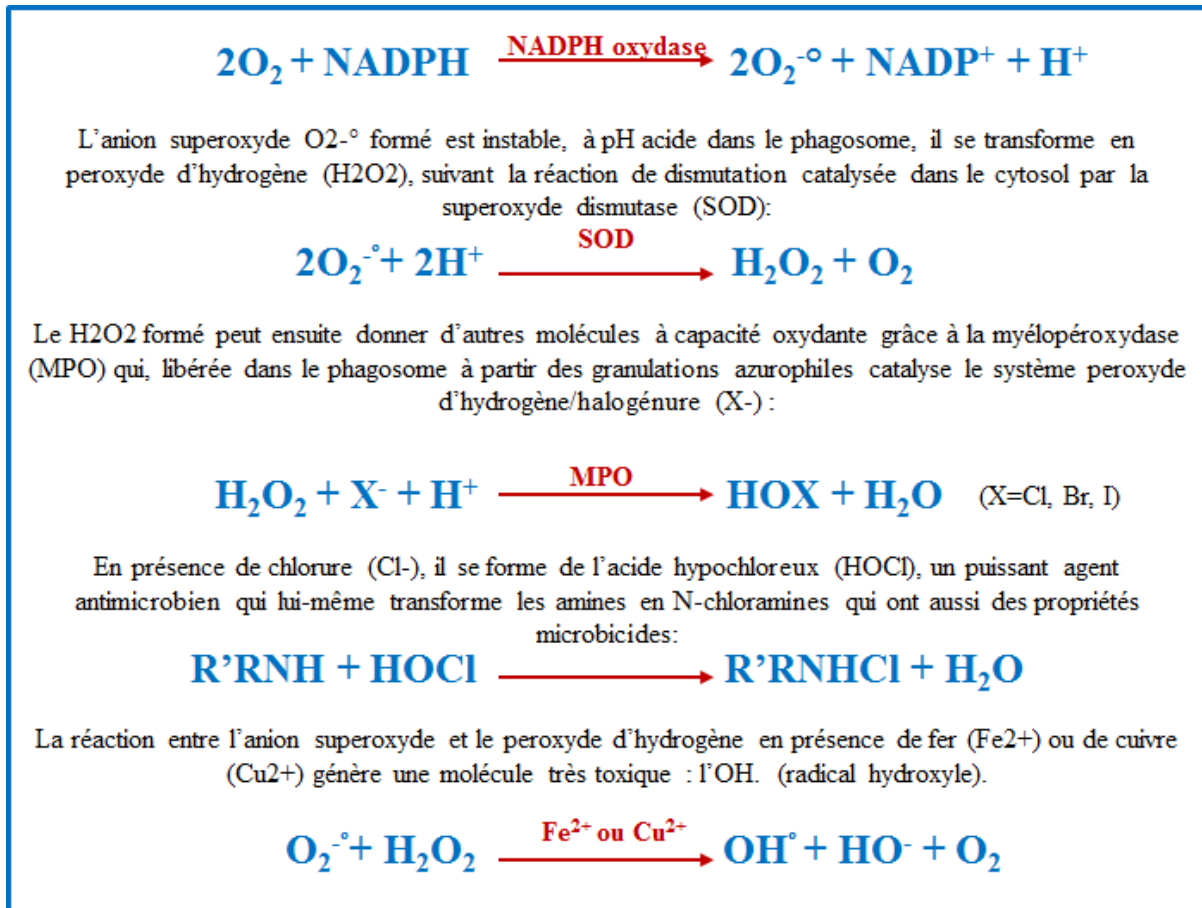 2O₂ + NADPH NADPH oxydase 2O₂⁻° + NADP⁺ + H⁺
L'anion superoxyde O2-° formé est instable, à pH acide dans le phagosome, il se transforme en
peroxyde d'hydrogène (H2O2), suivant la réaction de dismutation catalysée dans le cytosol par la
superoxyde dismutase (SOD):
2O₂⁻° + 2H⁺ SOD H₂O₂ + O₂
Le H2O2 formé peut ensuite donner d'autres molécules à capacité oxydante grâce à la myélopéroxydase
(MPO) qui, libérée dans le phagosome à partir des granulations azurophiles catalyse le système peroxyde
d'hydrogène/halogénure (X-) :
H₂O₂ + X⁻ + H⁺ MPO HOX + H₂O (X=Cl, Br, I)
En présence de chlorure (Cl-), il se forme de l'acide hypochloreux (HOCl), un puissant agent
antimicrobien qui lui-même transforme les amines en N-chloramines qui ont aussi des propriétés
microbicides:
R'RNH + HOCl R'RNHCl + H₂O
La réaction entre l'anion superoxyde et le peroxyde d'hydrogène en présence de fer (Fe2+) ou de cuivre
(Cu2+) génère une molécule très toxique : l'OH. (radical hydroxyle).
O₂⁻° + H₂O₂ Fe²⁺ ou Cu²⁺ OH° + HO⁻ + O₂